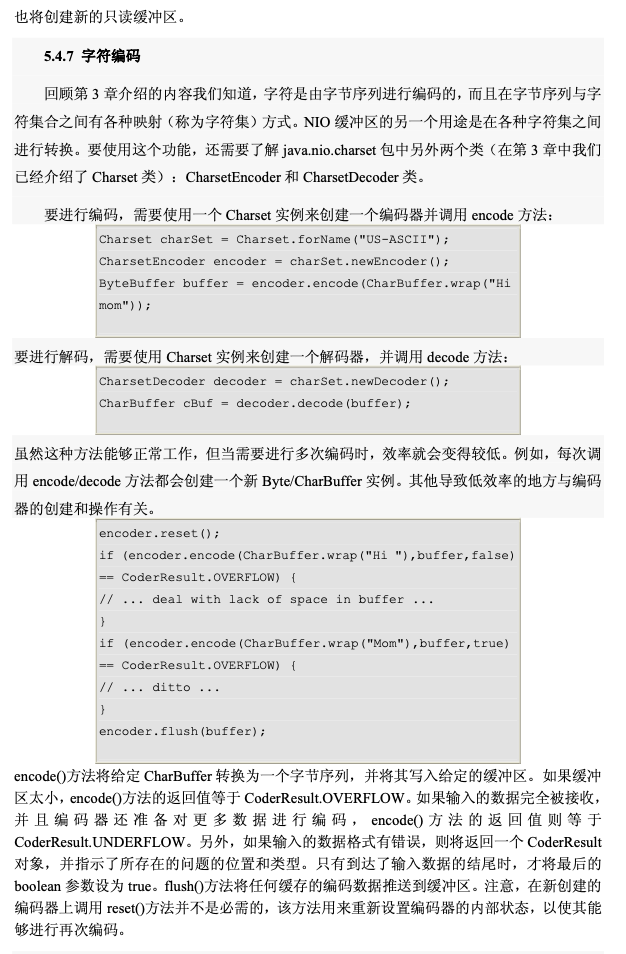 也将创建新的只读缓冲区。
5.4.7 字符编码
回顾第 3 章介绍的内容我们知道，字符是由字节序列进行编码的，而且在字节序列与字
符集合之间有各种映射（称为字符集）方式。NIO 缓冲区的另一个用途是在各种字符集之间
进行转换。要使用这个功能，还需要了解 java.nio.charset 包中另外两个类（在第 3 章中我们
已经介绍了 Charset 类）：CharsetEncoder 和 CharsetDecoder 类。
要进行编码，需要使用一个 Charset 实例来创建一个编码器并调用 encode 方法：
Charset charSet = Charset.forName("US-ASCII");
CharsetEncoder encoder = charSet.newEncoder();
ByteBuffer buffer = encoder.encode(CharBuffer.wrap("Hi
mom"));
要进行解码，需要使用 Charset 实例来创建一个解码器，并调用 decode 方法：
CharsetDecoder decoder = charSet.newDecoder();
CharBuffer cBuf = decoder.decode(buffer);
虽然这种方法能够正常工作，但当需要进行多次编码时，效率就会变得较低。例如，每次调
用 encode/decode 方法都会创建一个新 Byte/CharBuffer 实例。其他导致低效率的地方与编码
器的创建和操作有关。
encoder.reset();
if (encoder.encode(CharBuffer.wrap("Hi "),buffer,false)
== CoderResult.OVERFLOW) {
// ... deal with lack of space in buffer ...
}
if (encoder.encode(CharBuffer.wrap("Mom"),buffer,true)
== CoderResult.OVERFLOW) {
// ... ditto ...
}
encoder.flush(buffer);
encode()方法将给定 CharBuffer 转换为一个字节序列，并将其写入给定的缓冲区。如果缓冲
区太小，encode()方法的返回值等于 CoderResult.OVERFLOW。如果输入的数据完全被接收，
并且编码器还准备对更多数据进行编码，encode()方法的返回值则等于
CoderResult.UNDERFLOW。另外，如果输入的数据格式有错误，则将返回一个 CoderResult
对象，并指示了所存在的问题的位置和类型。只有到达了输入数据的结尾时，才将最后的
boolean 参数设为 true。flush()方法将任何缓存的编码数据推送到缓冲区。注意，在新创建的
编码器上调用 reset()方法并不是必需的，该方法用来重新设置编码器的内部状态，以使其能
够进行再次编码。